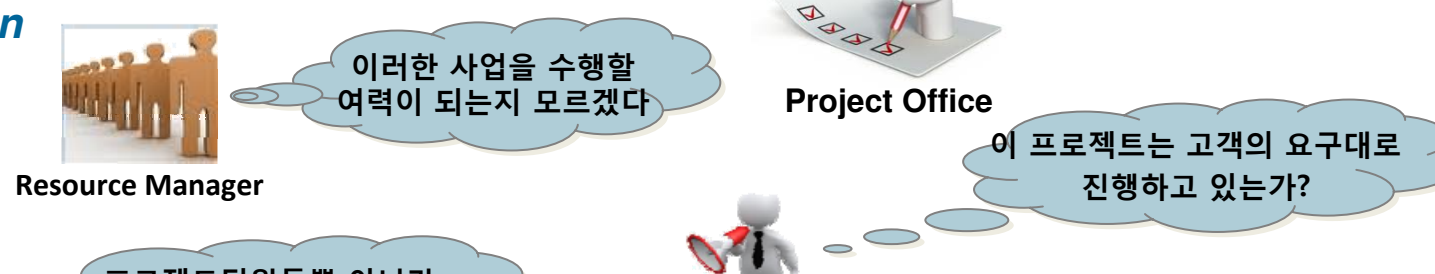 n
이러한 사업을 수행할
여력이 되는지 모르겠다
Resource Manager
Project Office
이 프로젝트는 고객의 요구대로
진행하고 있는가?